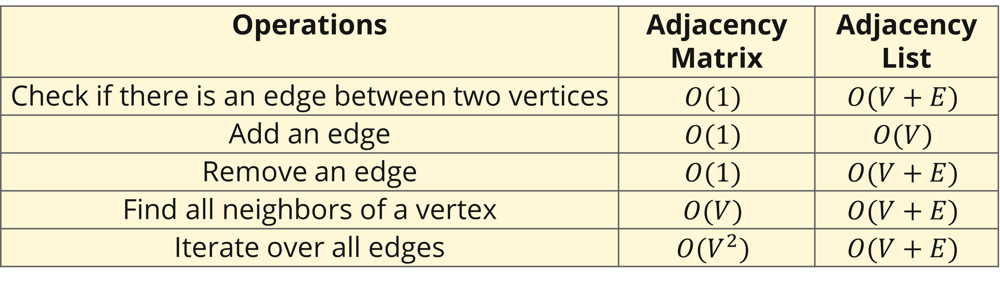 Operations Adjacency Matrix Adjacency List
Check if there is an edge between two vertices O(1) O(V + E)
Add an edge O(1) O(V)
Remove an edge O(1) O(V + E)
Find all neighbors of a vertex O(V) O(V + E)
Iterate over all edges O(V²) O(V + E)